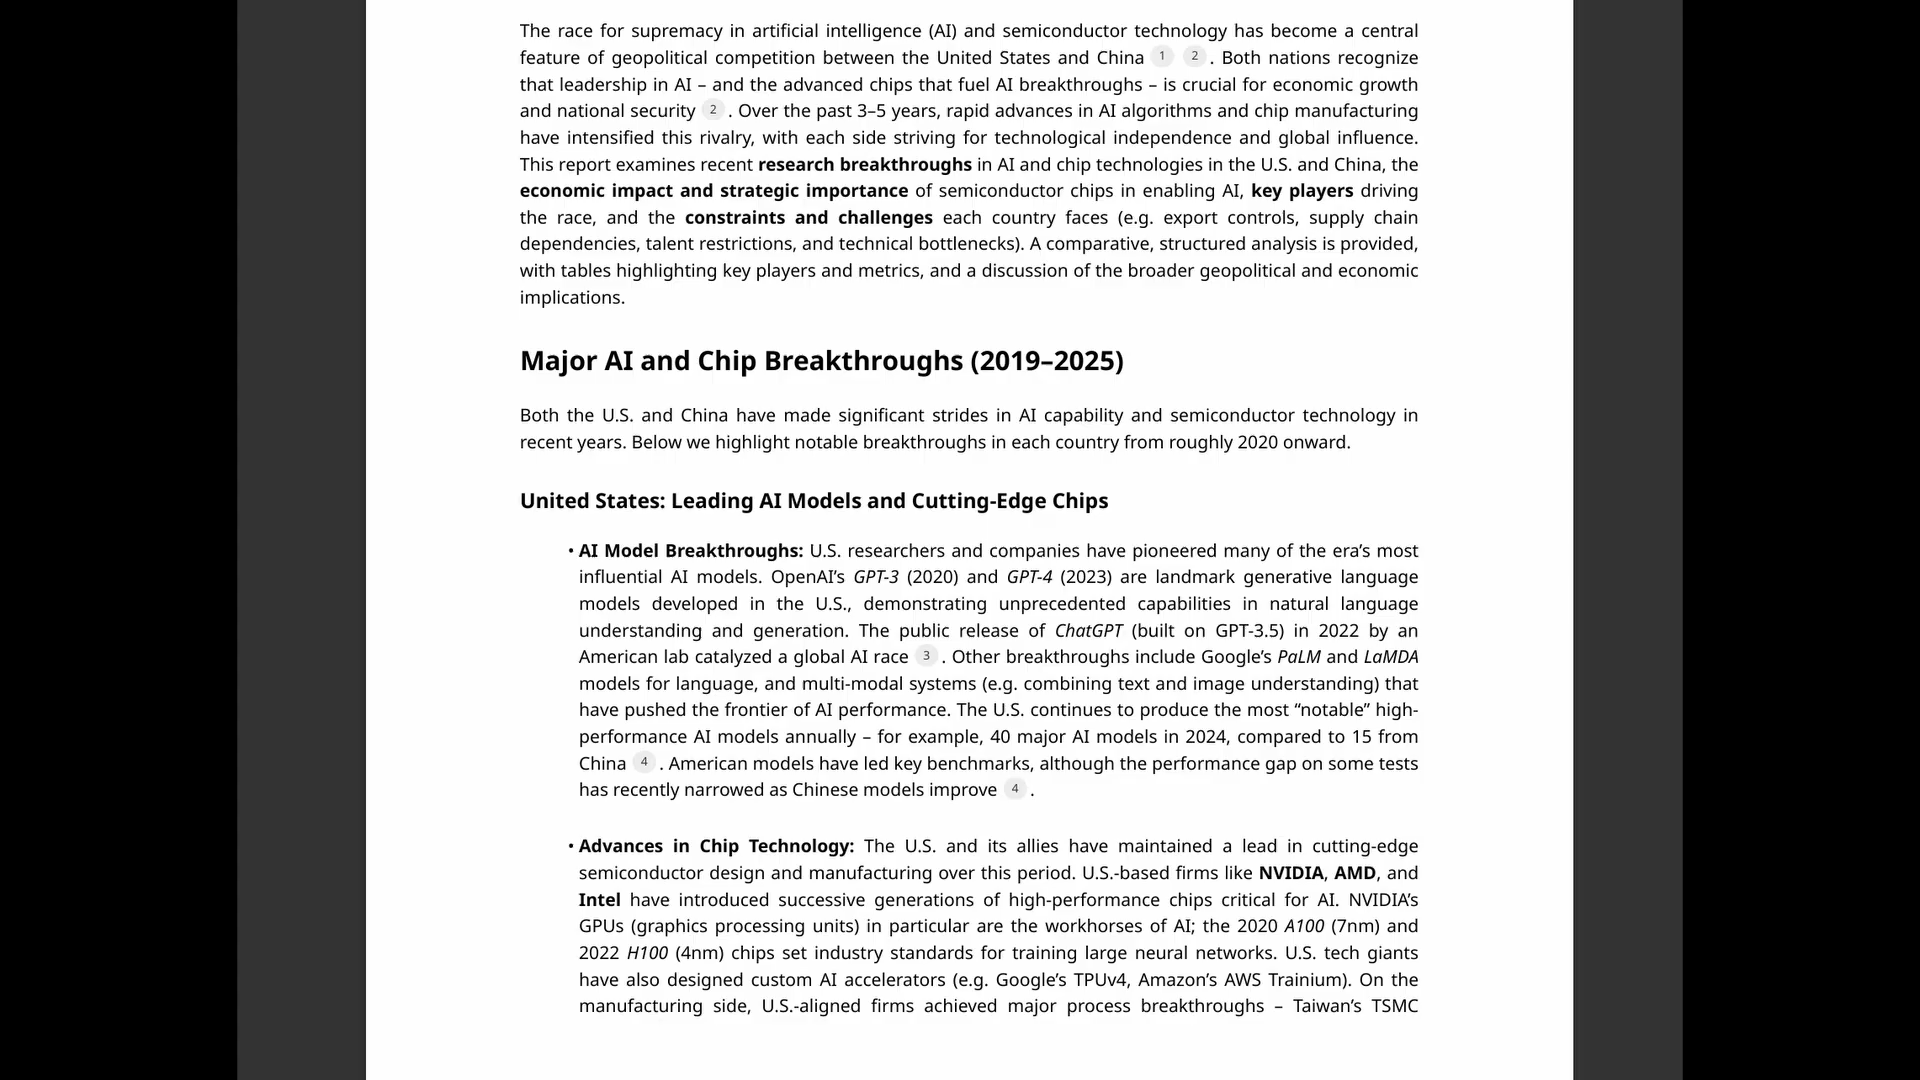 The race for supremacy in artificial intelligence (AI) and semiconductor technology has become a central
feature of geopolitical competition between the United States and China 1 2 . Both nations recognize
that leadership in AI – and the advanced chips that fuel AI breakthroughs – is crucial for economic growth
and national security 2 . Over the past 3–5 years, rapid advances in AI algorithms and chip manufacturing
have intensified this rivalry, with each side striving for technological independence and global influence.
This report examines recent research breakthroughs in AI and chip technologies in the U.S. and China, the
economic impact and strategic importance of semiconductor chips in enabling AI, key players driving
the race, and the constraints and challenges each country faces (e.g. export controls, supply chain
dependencies, talent restrictions, and technical bottlenecks). A comparative, structured analysis is provided,
with tables highlighting key players and metrics, and a discussion of the broader geopolitical and economic
implications.
Major AI and Chip Breakthroughs (2019–2025)
Both the U.S. and China have made significant strides in AI capability and semiconductor technology in
recent years. Below we highlight notable breakthroughs in each country from roughly 2020 onward.
United States: Leading AI Models and Cutting-Edge Chips
• AI Model Breakthroughs: U.S. researchers and companies have pioneered many of the era’s most
influential AI models. OpenAI’s GPT-3 (2020) and GPT-4 (2023) are landmark generative language
models developed in the U.S., demonstrating unprecedented capabilities in natural language
understanding and generation. The public release of ChatGPT (built on GPT-3.5) in 2022 by an
American lab catalyzed a global AI race 3 . Other breakthroughs include Google’s PaLM and LaMDA
models for language, and multi-modal systems (e.g. combining text and image understanding) that
have pushed the frontier of AI performance. The U.S. continues to produce the most “notable” high-
performance AI models annually – for example, 40 major AI models in 2024, compared to 15 from
China 4 . American models have led key benchmarks, although the performance gap on some tests
has recently narrowed as Chinese models improve 4 .
• Advances in Chip Technology: The U.S. and its allies have maintained a lead in cutting-edge
semiconductor design and manufacturing over this period. U.S.-based firms like NVIDIA, AMD, and
Intel have introduced successive generations of high-performance chips critical for AI. NVIDIA’s
GPUs (graphics processing units) in particular are the workhorses of AI; the 2020 A100 (7nm) and
2022 H100 (4nm) chips set industry standards for training large neural networks. U.S. tech giants
have also designed custom AI accelerators (e.g. Google’s TPUv4, Amazon’s AWS Trainium). On the
manufacturing side, U.S.-aligned firms achieved major process breakthroughs – Taiwan’s TSMC